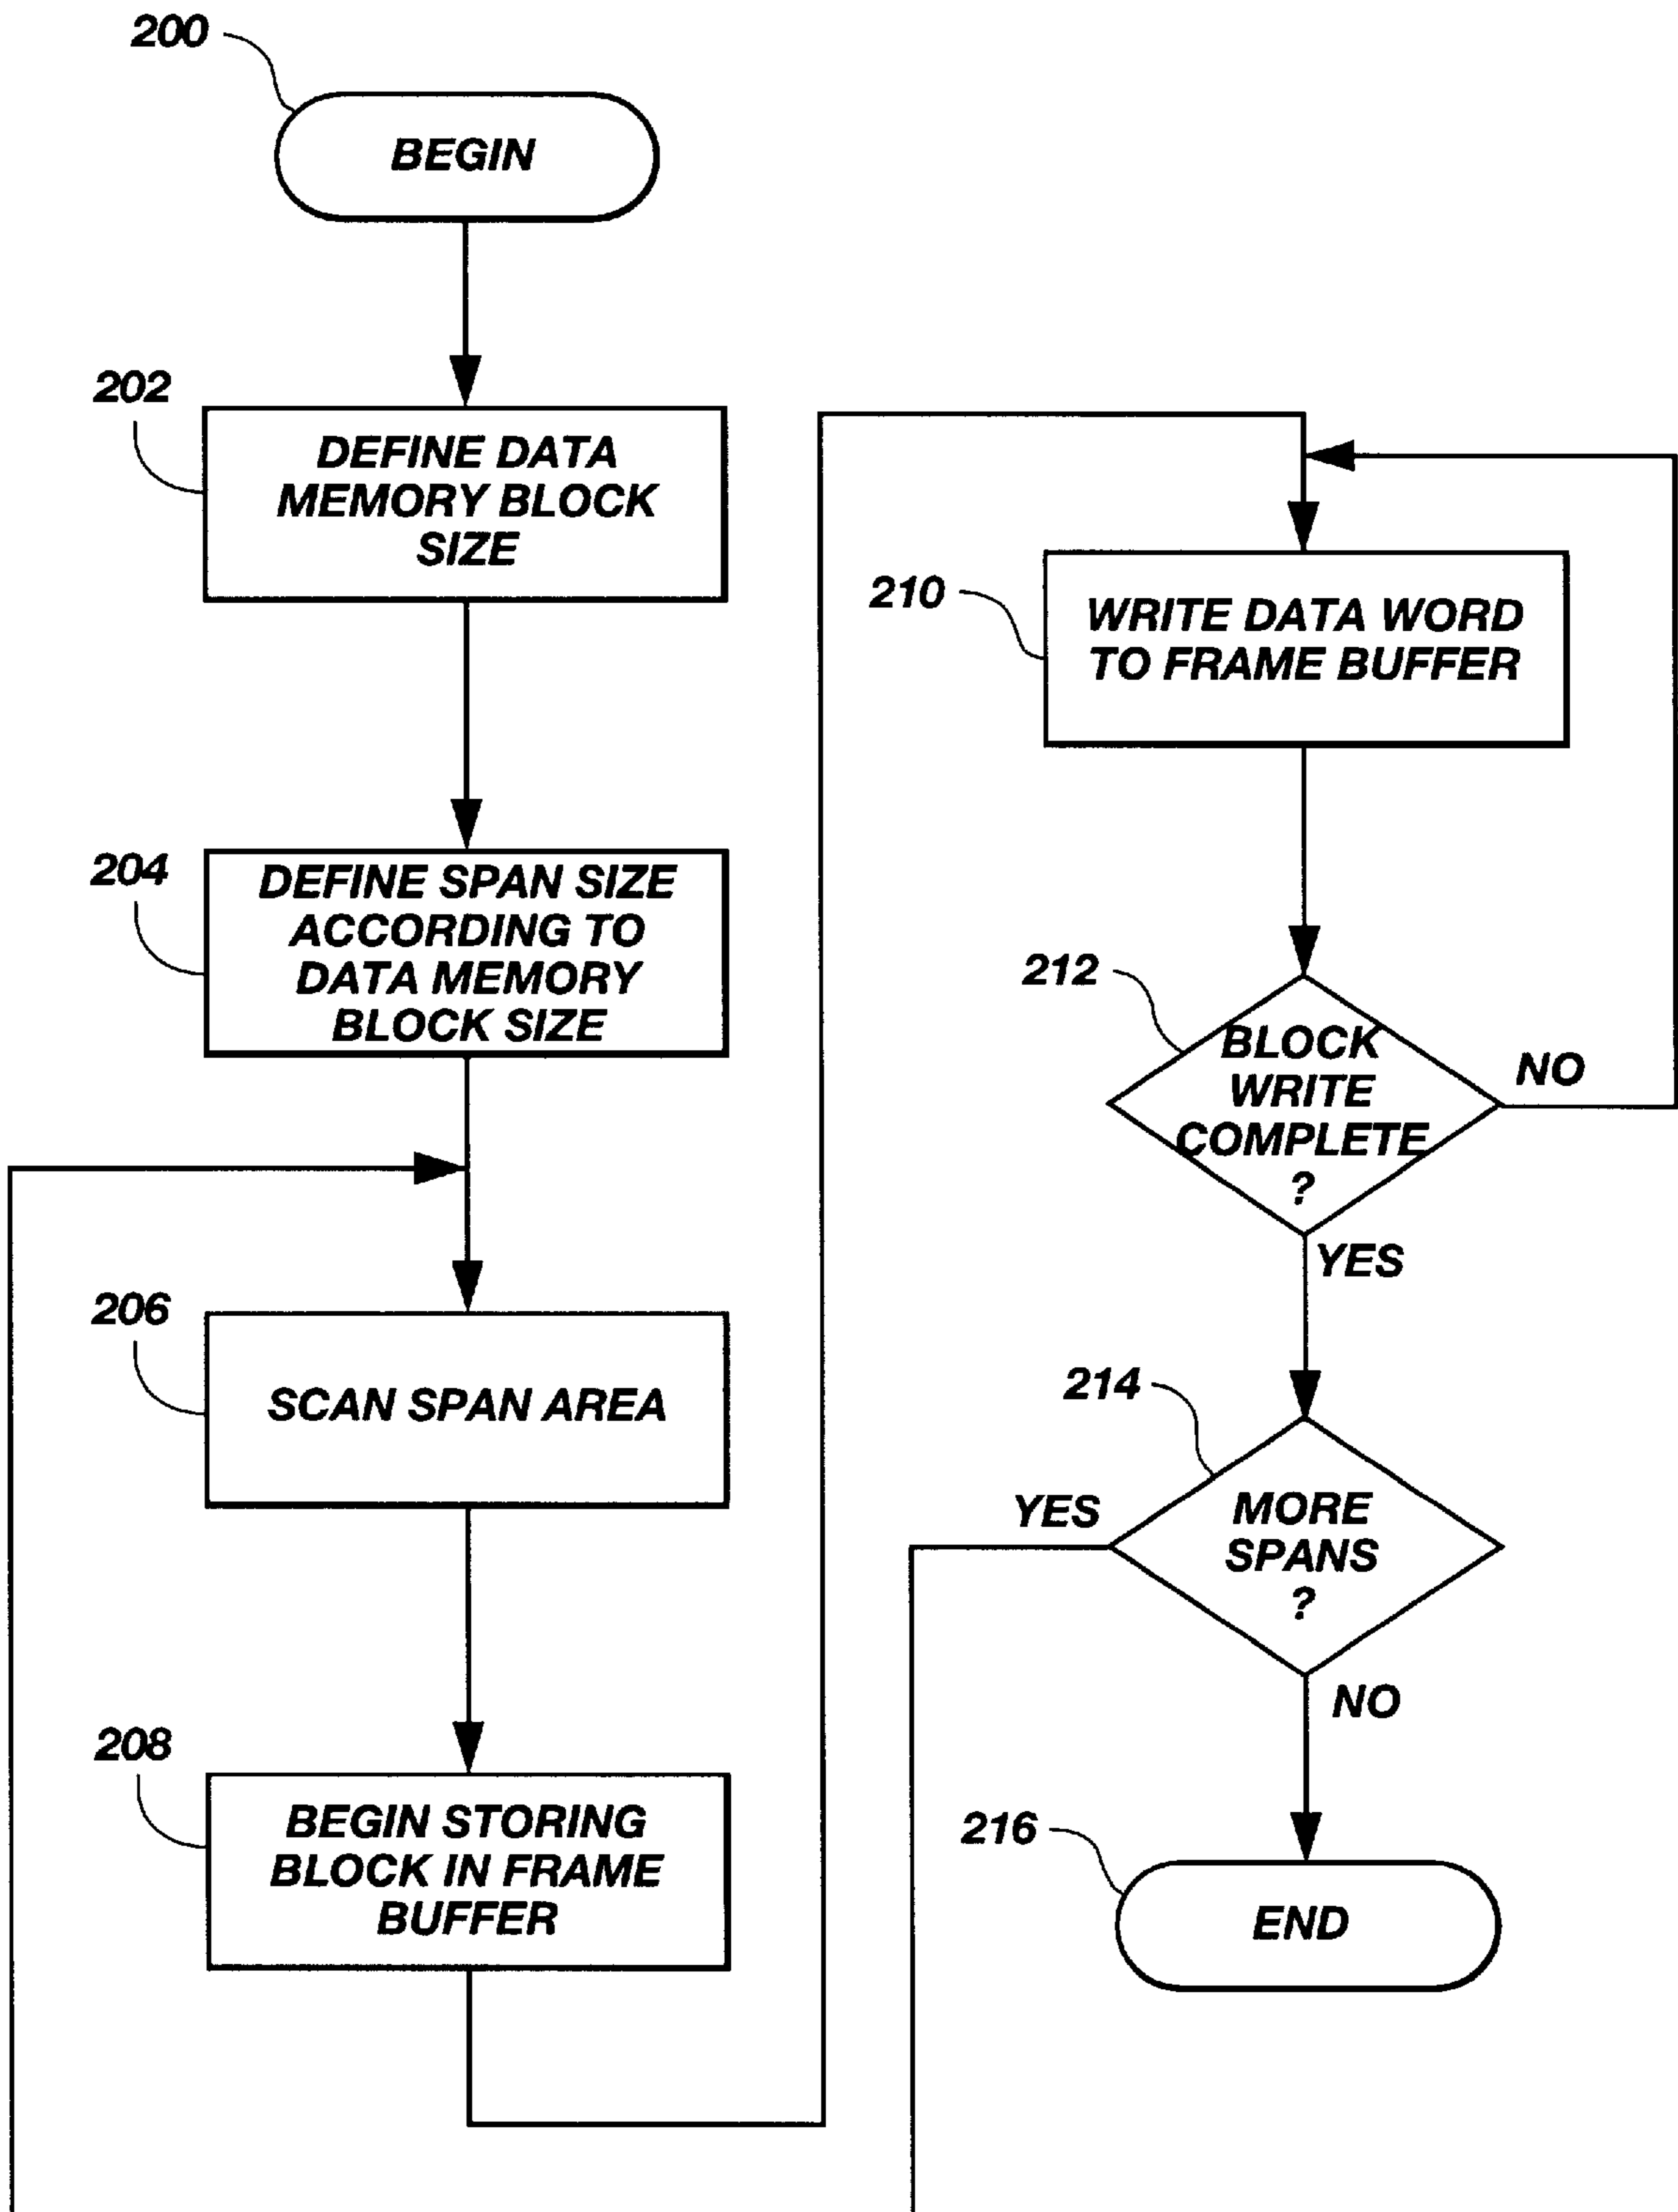 200
BEGIN
202
DEFINE DATA
MEMORY BLOCK
SIZE
204
DEFINE SPAN SIZE
ACCORDING TO
DATA MEMORY
BLOCK SIZE
206
SCAN SPAN AREA
208
BEGIN STORING
BLOCK IN FRAME
BUFFER
210
WRITE DATA WORD
TO FRAME BUFFER
212
BLOCK
WRITE
COMPLETE
?
NO
YES
214
MORE
SPANS
?
YES
NO
216
END